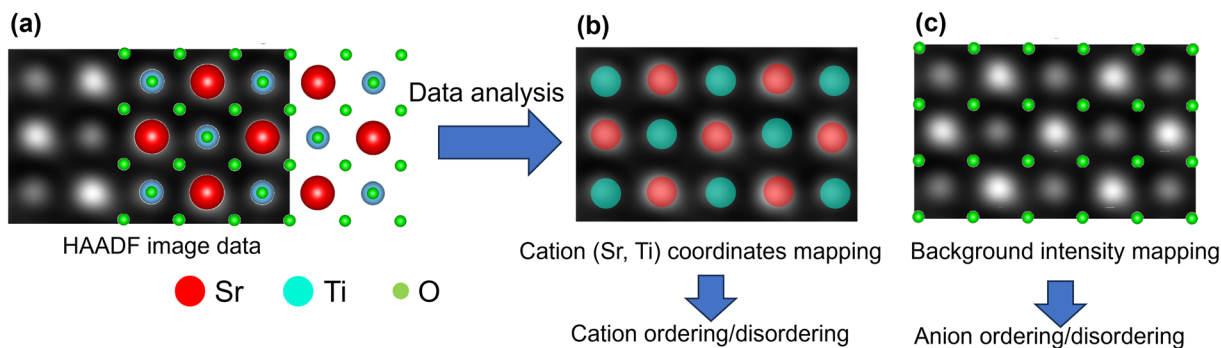 (a)
(b)
(c)
Data analysis
HAADF image data
Cation (Sr, Ti) coordinates mapping
Background intensity mapping
Sr
Ti
O
Cation ordering/disordering
Anion ordering/disordering